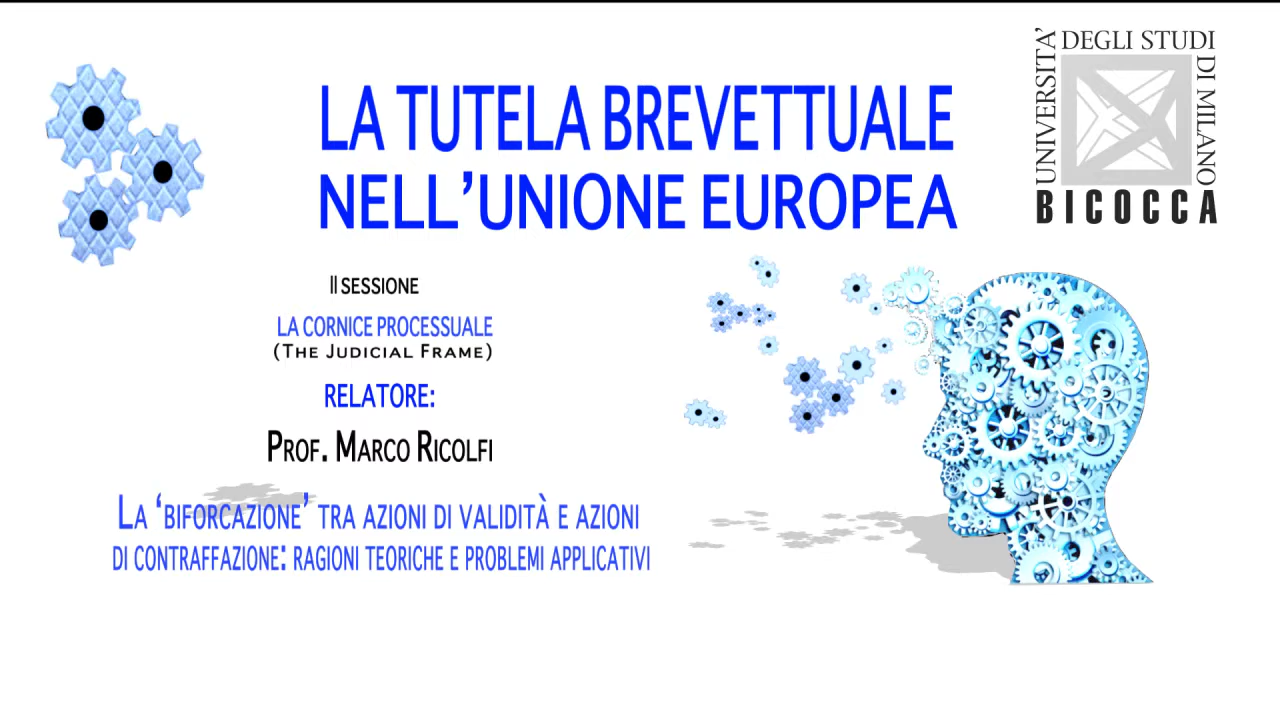 LA TUTELA BREVETTUALE
NELL'UNIONE EUROPEA
UNIVERSITA' DEGLI STUDI DI MILANO
BICOCCA
II SESSIONE
LA CORNICE PROCESSUALE
(THE JUDICIAL FRAME)
RELATORE:
PROF. MARCO RICOLFI
LA 'BIFORCAZIONE' TRA AZIONI DI VALIDITÀ E AZIONI
DI CONTRAFFAZIONE: RAGIONI TEORICHE E PROBLEMI APPLICATIVI